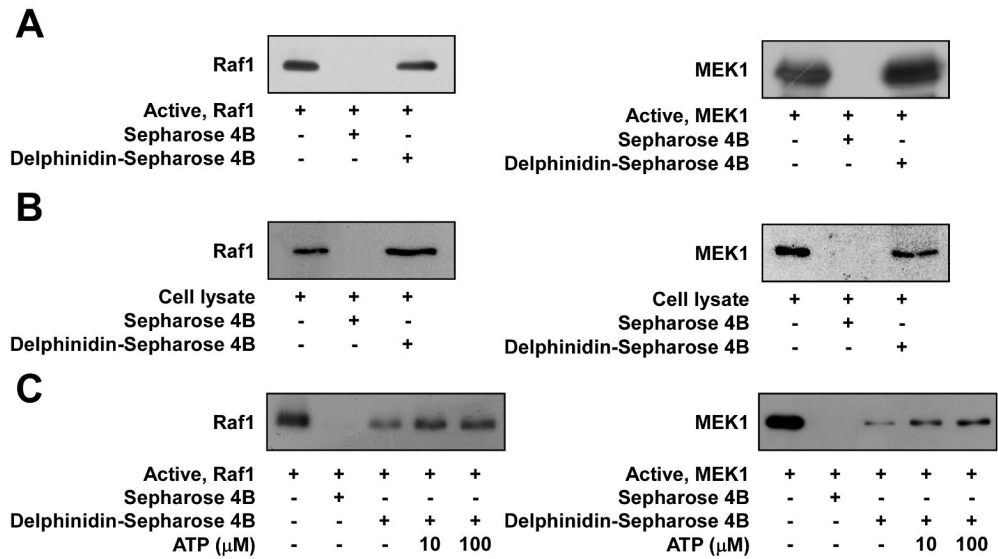 A
Raf1
Active, Raf1 + + +
Sepharose 4B - + -
Delphinidin-Sepharose 4B - - +
MEK1
Active, MEK1 + + +
Sepharose 4B - + -
Delphinidin-Sepharose 4B - - +
B
Raf1
Cell lysate + + +
Sepharose 4B - + -
Delphinidin-Sepharose 4B - - +
MEK1
Cell lysate + + +
Sepharose 4B - + -
Delphinidin-Sepharose 4B - - +
C
Raf1
Active, Raf1 + + + + +
Sepharose 4B - + - - -
Delphinidin-Sepharose 4B - - + + +
ATP (μM) - - - 10 100
MEK1
Active, MEK1 + + + + +
Sepharose 4B - + - - -
Delphinidin-Sepharose 4B - - + + +
ATP (μM) - - - 10 100